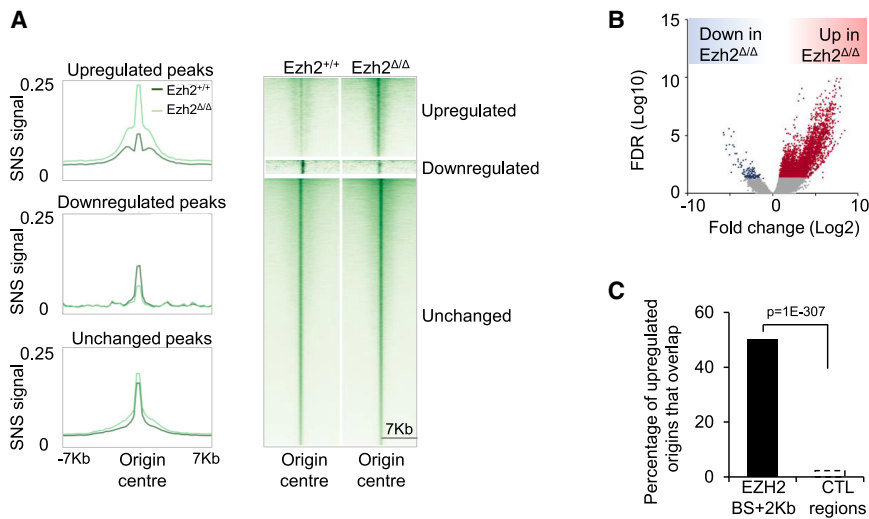 A
Upregulated peaks
0.25
SNS signal
0
Ezh2+/+
Ezh2Δ/Δ
Downregulated peaks
0.25
SNS signal
0
Unchanged peaks
0.25
SNS signal
0
-7Kb
Origin
centre
7Kb
Ezh2+/+ Ezh2Δ/Δ
Upregulated
Downregulated
Unchanged
7Kb
Origin
centre
Origin
centre
B
Down in
Ezh2Δ/Δ
Up in
Ezh2Δ/Δ
15
10
5
0
FDR (Log10)
-10 0 10
Fold change (Log2)
C
Percentage of upregulated
origins that overlap
60
40
20
0
p=1E-307
EZH2
BS+2Kb
CTL
regions